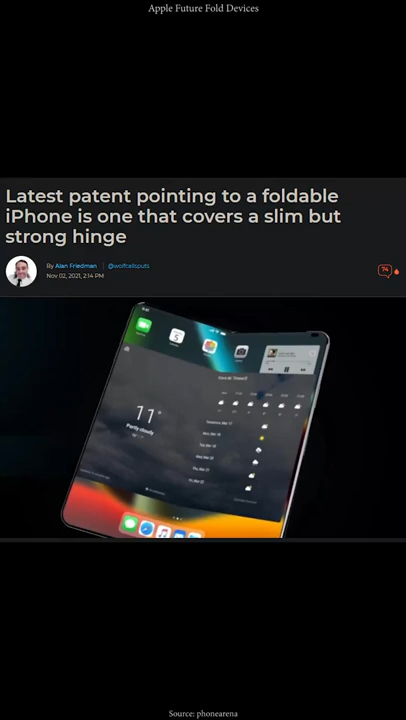 Apple Future Fold Devices
Latest patent pointing to a foldable
iPhone is one that covers a slim but
strong hinge
By Alan Friedman | @wolfcallsputs
Nov 02, 2021, 2:14 PM
74
11°
Partly cloudy
Source: phonearena